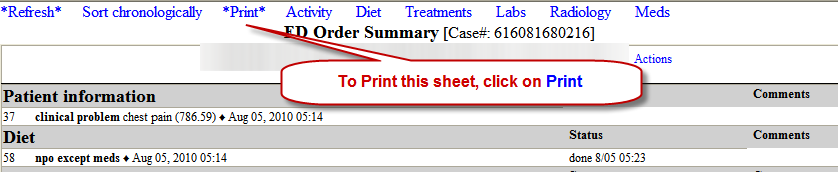 *Refresh* Sort chronologically *Print* Activity Diet Treatments Labs Radiology Meds
ED Order Summary [Case#: 616081680216]
Actions
To Print this sheet, click on Print
Patient information Comments
37 clinical problem chest pain (786.59) ♦ Aug 05, 2010 05:14
Diet Status Comments
58 npo except meds ♦ Aug 05, 2010 05:14 done 8/05 05:23